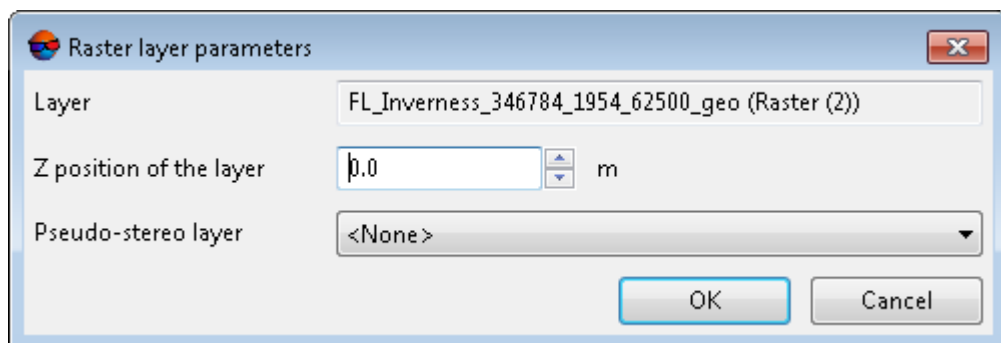 Raster layer parameters
Layer FL_Inverness_346784_1954_62500_geo (Raster (2))
Z position of the layer 0.0 m
Pseudo-stereo layer <None>
OK Cancel